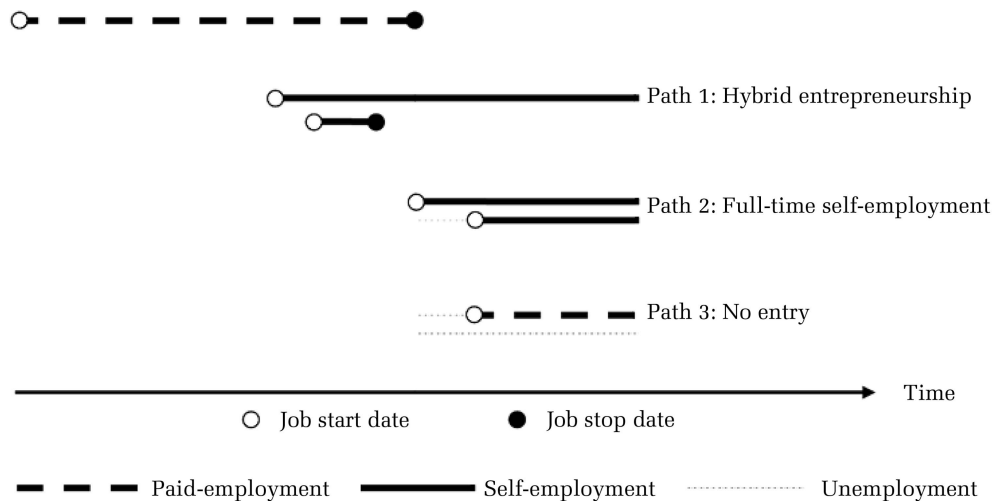 Path 1: Hybrid entrepreneurship
Path 2: Full-time self-employment
Path 3: No entry
Time
Job start date Job stop date
Paid-employment Self-employment Unemployment